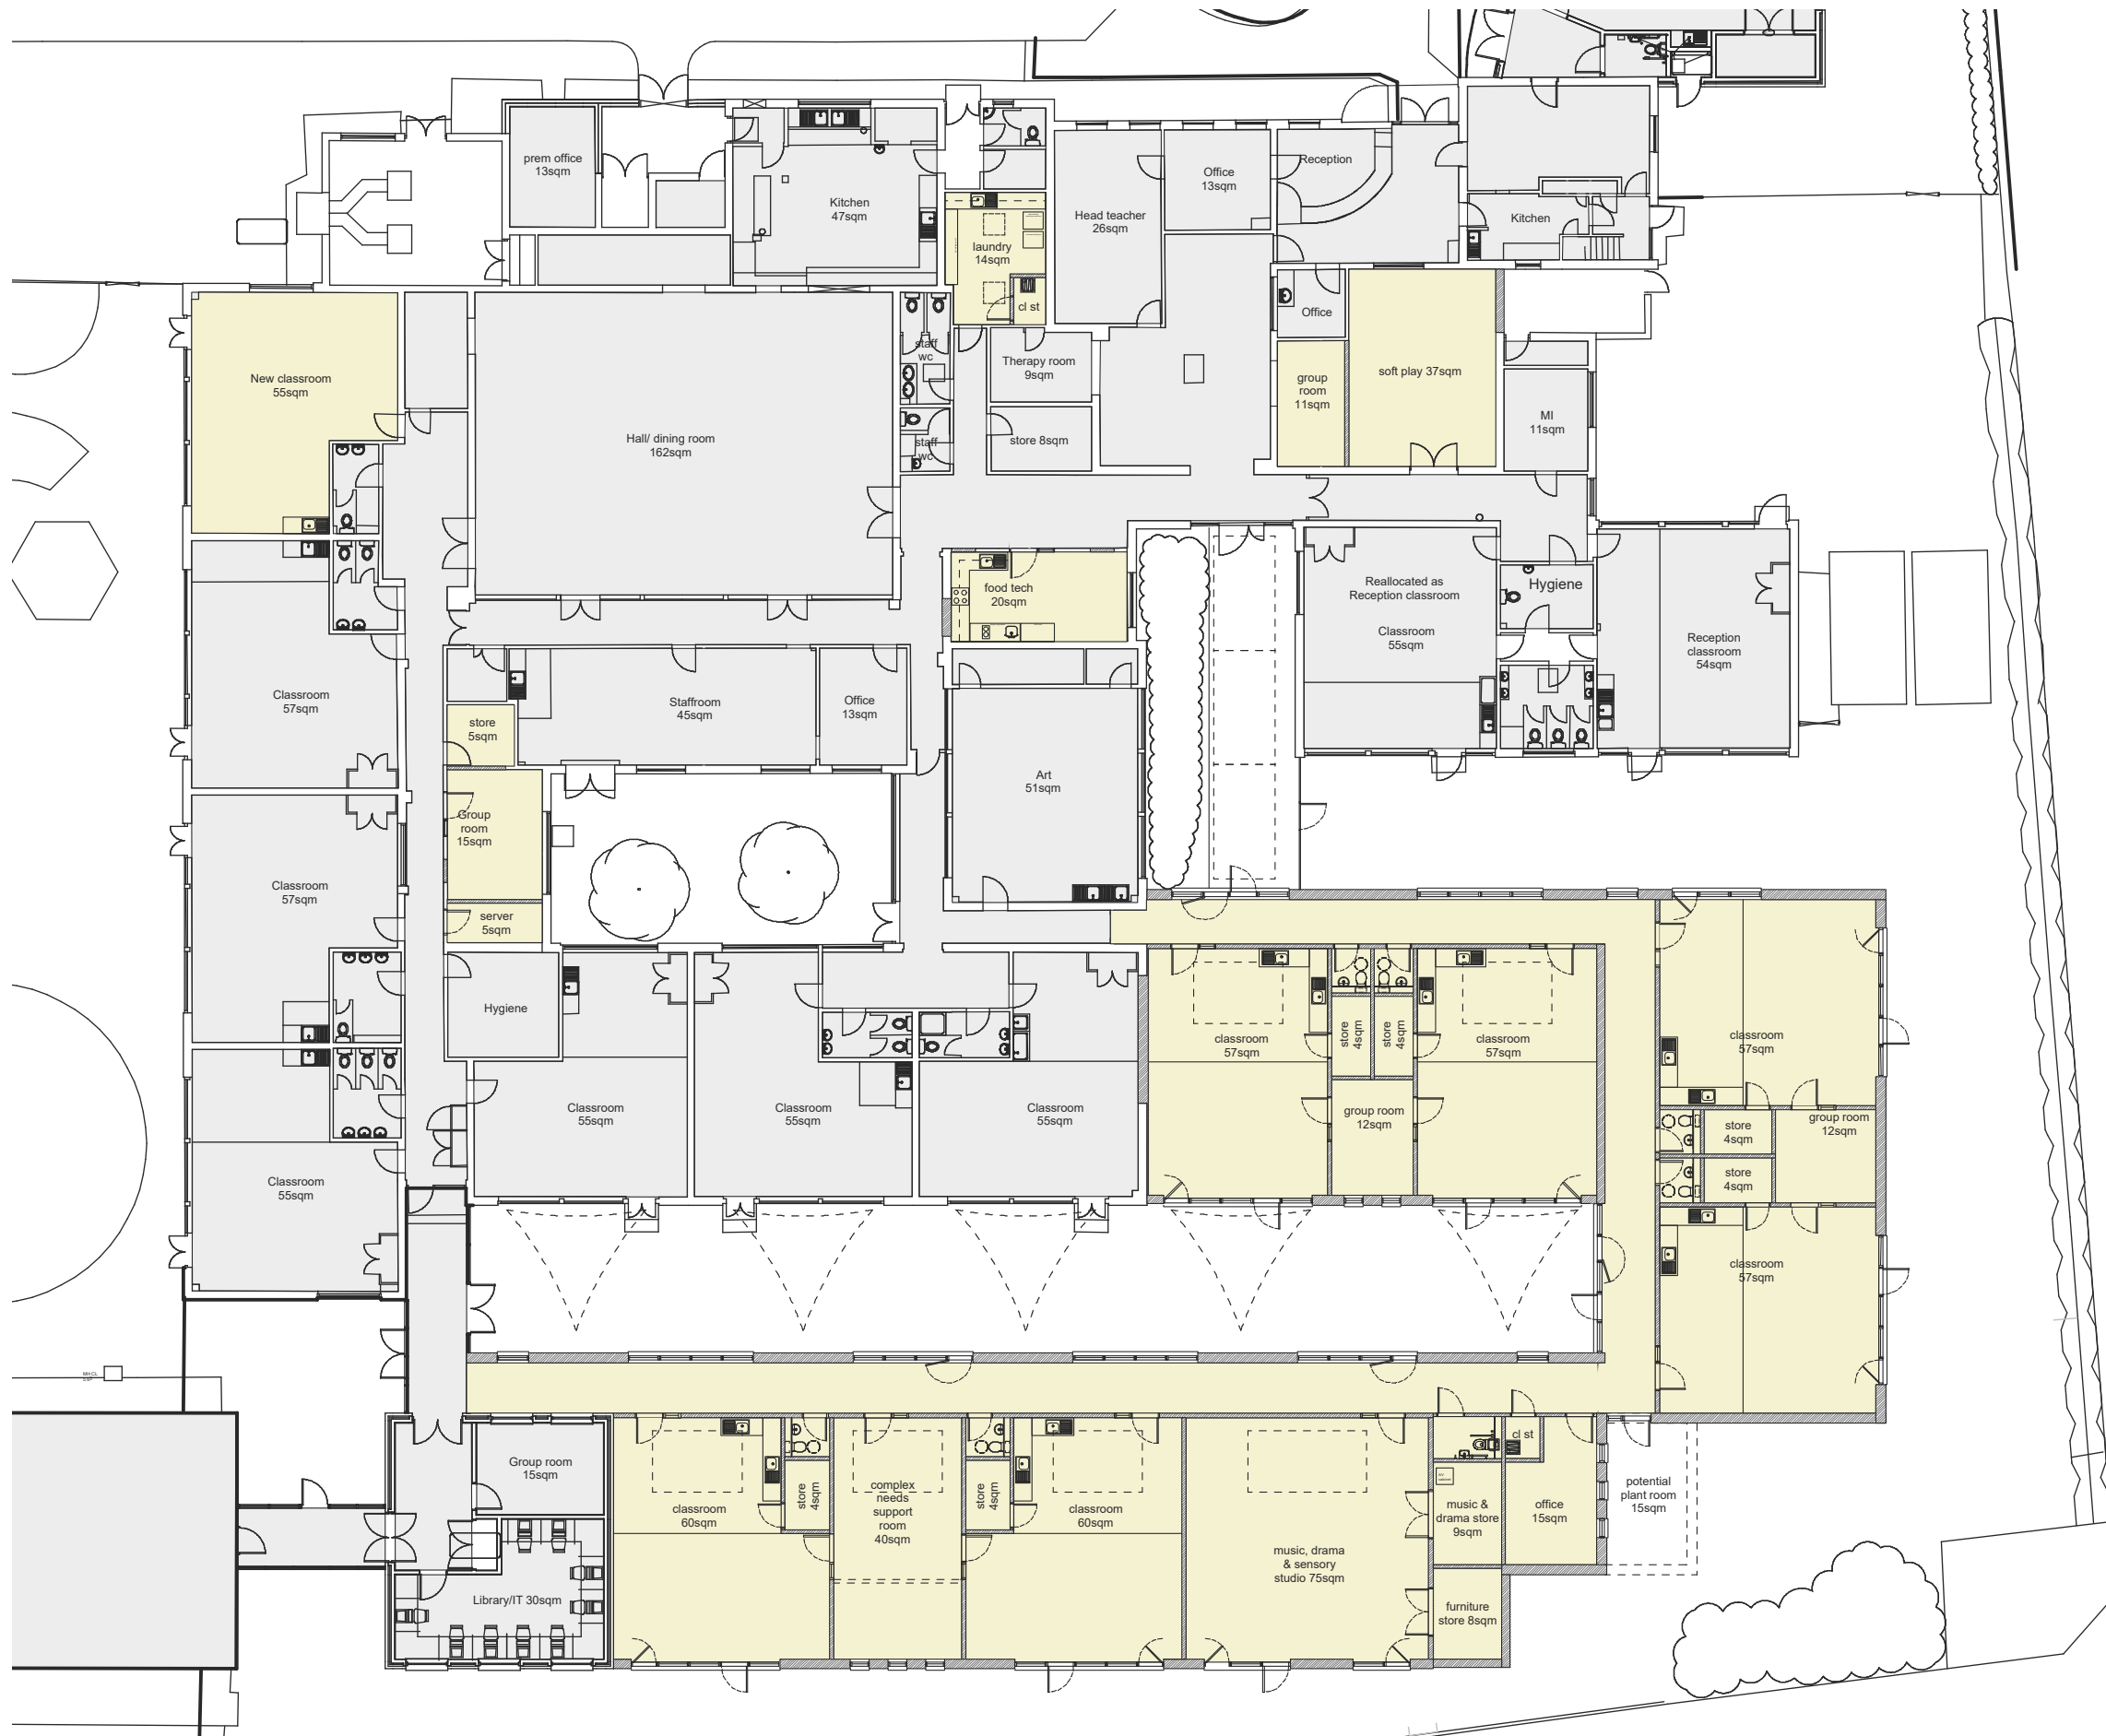 prem office
13sqm
Kitchen
47sqm
laundry
14sqm
cl st
Head teacher
26sqm
Office
13sqm
Reception
Kitchen
New classroom
55sqm
Hall/ dining room
162sqm
staff
wc
staff
wc
Therapy room
9sqm
store 8sqm
Office
group
room
11sqm
soft play 37sqm
MI
11sqm
food tech
20sqm
Reallocated as
Reception classroom
Classroom
55sqm
Hygiene
Reception
classroom
54sqm
Classroom
57sqm
store
5sqm
Staffroom
45sqm
Office
13sqm
Art
51sqm
Group
room
15sqm
Classroom
57sqm
server
5sqm
Hygiene
Classroom
55sqm
Classroom
55sqm
Classroom
55sqm
classroom
57sqm
store
4sqm
store
4sqm
classroom
57sqm
group room
12sqm
classroom
57sqm
store
4sqm
group room
12sqm
store
4sqm
classroom
57sqm
Classroom
55sqm
Group room
15sqm
Library/IT 30sqm
classroom
60sqm
store
4sqm
complex
needs
support
room
40sqm
store
4sqm
classroom
60sqm
music, drama
& sensory
studio 75sqm
cl st
music &
drama store
9sqm
office
15sqm
potential
plant room
15sqm
furniture
store 8sqm